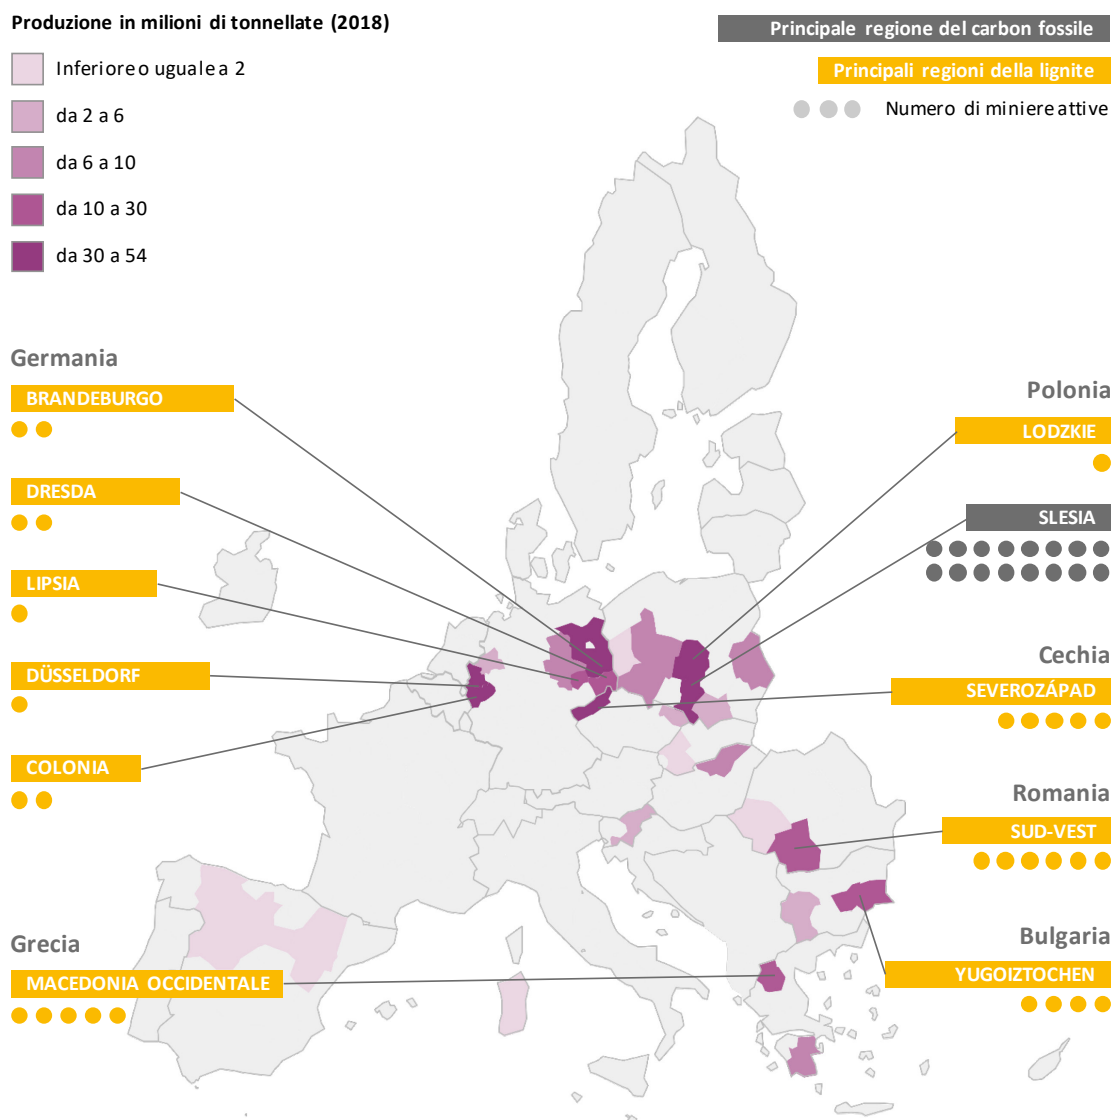 Produzione in milioni di tonnellate (2018)
Inferiore o uguale a 2
da 2 a 6
da 6 a 10
da 10 a 30
da 30 a 54
Principale regione del carbon fossile
Principali regioni della lignite
Numero di miniere attive
Germania
BRANDEBURGO
DRESDA
LIPSIA
DÜSSELDORF
COLONIA
Grecia
MACEDONIA OCCIDENTALE
Polonia
LODZKIE
SLESIA
Cechia
SEVEROZÁPAD
Romania
SUD-VEST
Bulgaria
YUGOIZTOCHEN